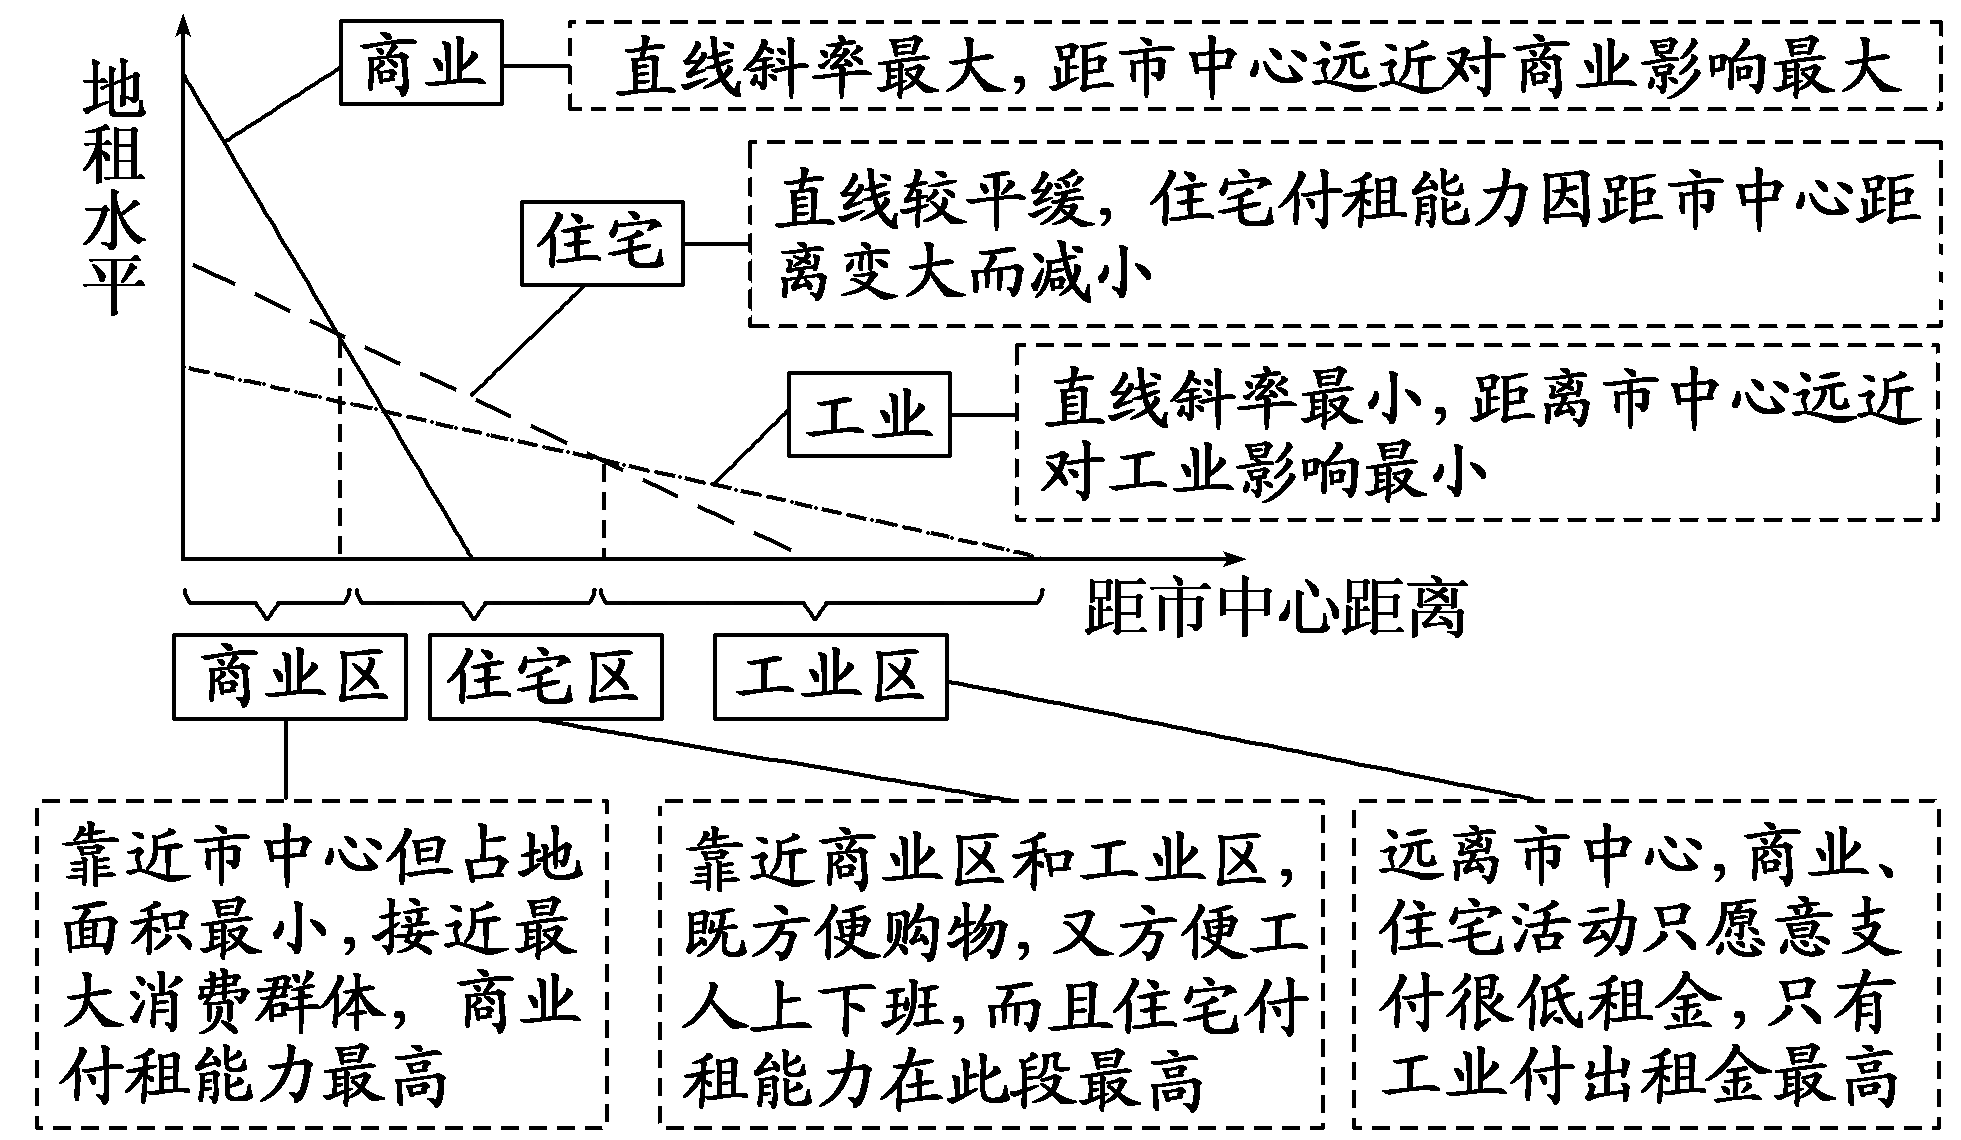 地租水平
商业
直线斜率最大,距市中心远近对商业影响最大
住宅
直线较平缓,住宅付租能力因距市中心距
离变大而减小
工业
直线斜率最小,距离市中心远近
对工业影响最小
距市中心距离
商业区
住宅区
工业区
靠近市中心但占地
面积最小,接近最
大消费群体,商业
付租能力最高
靠近商业区和工业区,
既方便购物,又方便工
人上下班,而且住宅付
租能力在此段最高
远离市中心,商业、
住宅活动只愿意支
付很低租金,只有
工业付出租金最高